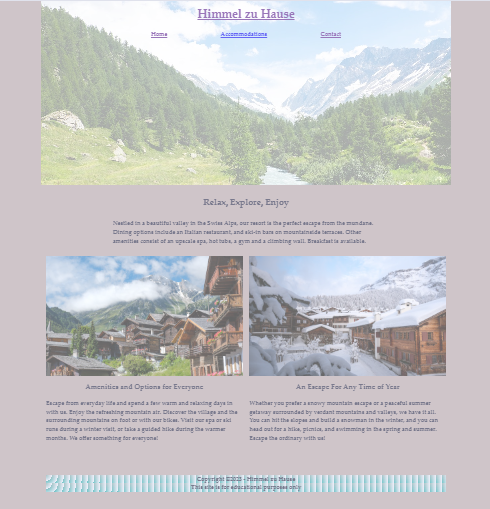 Himmel zu Hause
Home Accommodations Contact
Relax, Explore, Enjoy
Nestled in a beautiful valley in the Swiss Alps, our resort is the perfect escape from the mundane.
Dining options include an Italian restaurant, and ski-in bars on mountainside terraces. Other
amenities consist of an upscale spa, hot tubs, a gym and a climbing wall. Breakfast is available.
Amenities and Options for Everyone
Escape from everyday life and spend a few warm and relaxing days in
with us. Enjoy the refreshing mountain air. Discover the village and the
surrounding mountains on foot or with our bikes. Visit our spa or ski
runs during a winter visit, or take a guided bike during the warmer
months. We offer something for everyone!
An Escape For Any Time of Year
Whether you prefer a snowy mountain escape or a peaceful summer
getaway surrounded by verdant mountains and valleys, we have it all.
You can hit the slopes and build a snowman in the winter, and you can
head out for a hike, picnics, and swimming in the spring and summer.
Escape the ordinary with us!
Copyright ©2023 - Himmel zu Hause
This site is for educational purposes only